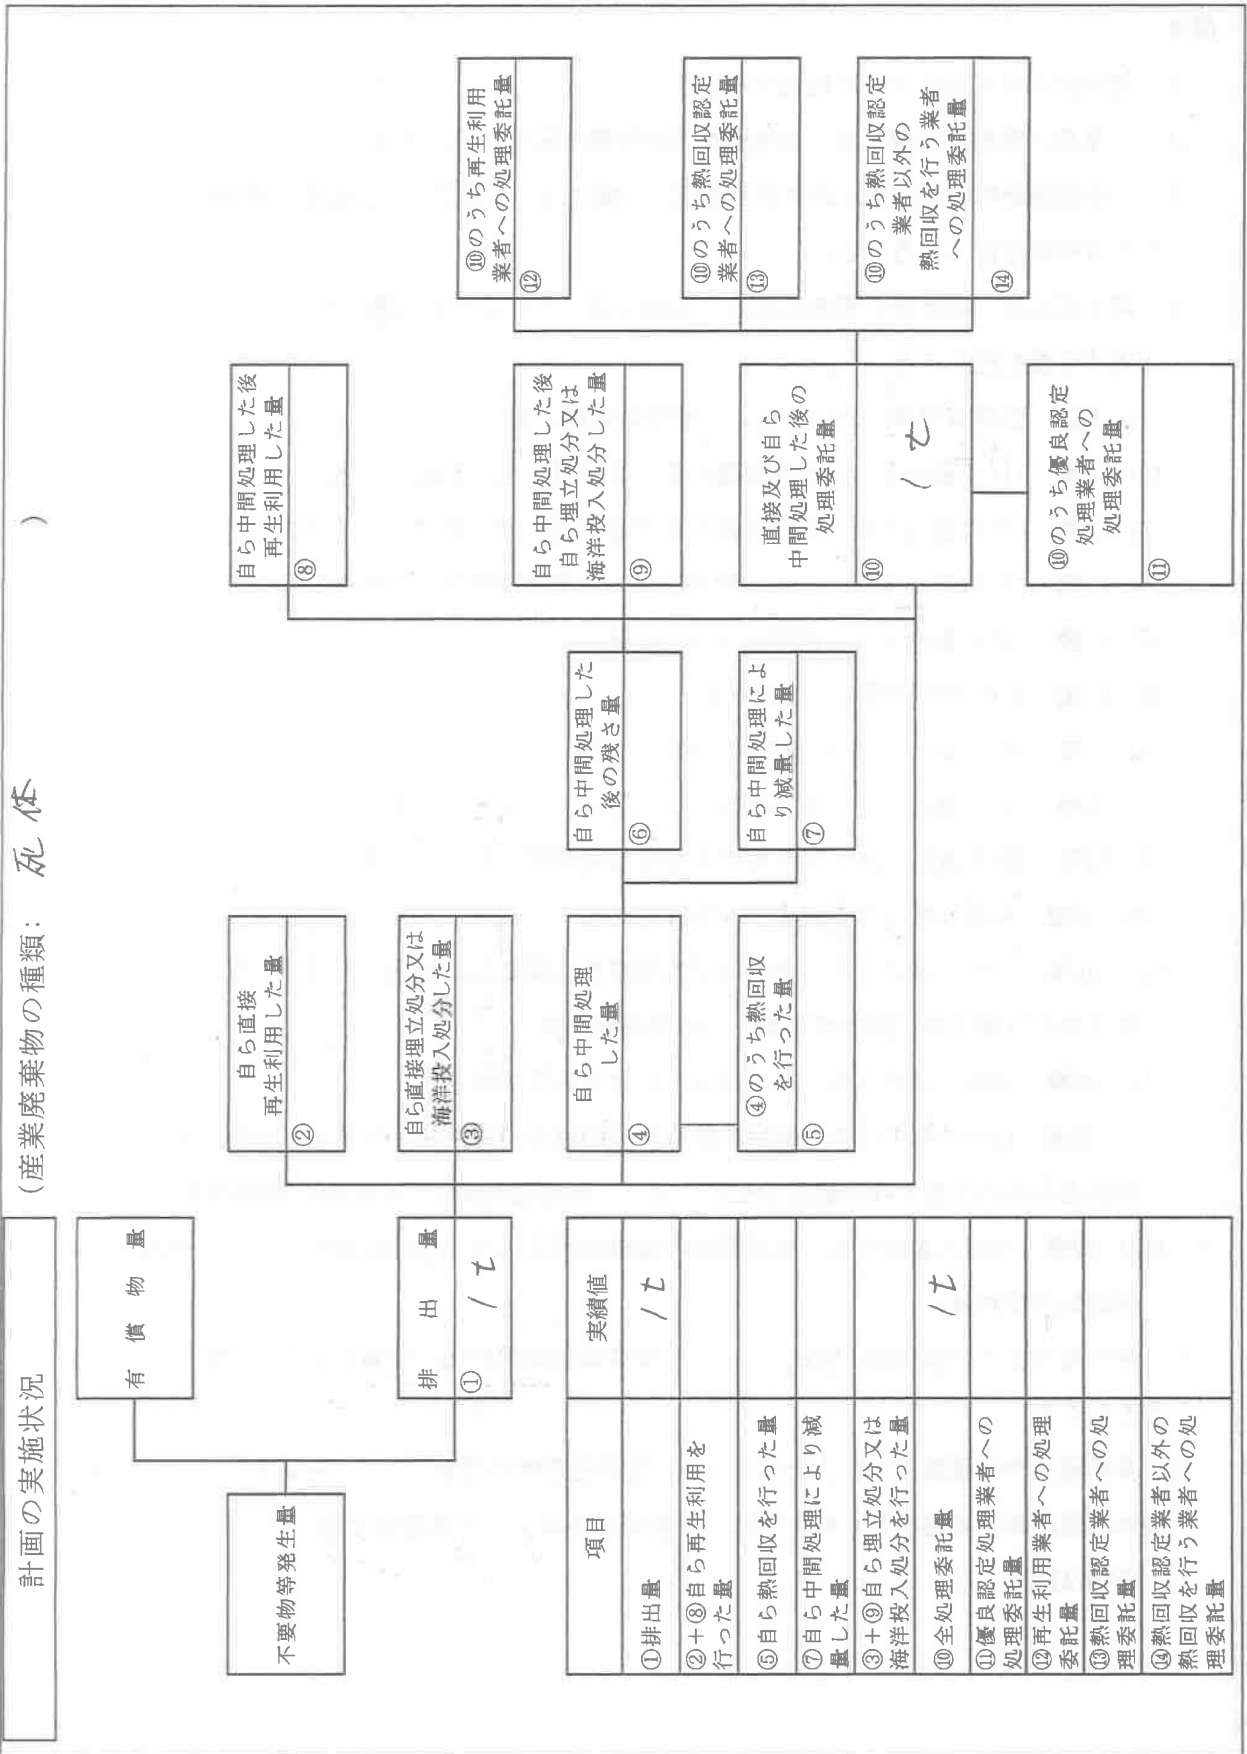 計画の実施状況
（産業廃棄物の種類： 死体 ）
不要物等発生量
有償物量
排出量
① 1t
自ら直接
再生利用した量
②
自ら直接埋立処分又は
海洋投入処分した量
③
自ら中間処理
した量
④
④のうち熱回収
を行った量
⑤
自ら中間処理した
後の残さ量
⑥
自ら中間処理によ
り減量した量
⑦
自ら中間処理した後
再生利用した量
⑧
自ら中間処理した後
自ら埋立処分又は
海洋投入処分した量
⑨
直接及び自ら
中間処理した後の
処理委託量
⑩ 1t
⑩のうち優良認定
処理業者への
処理委託量
⑪
⑩のうち再生利用
業者への処理委託量
⑫
⑩のうち熱回収認定
業者への処理委託量
⑬
⑩のうち熱回収認定
業者以外の
熱回収を行う業者
への処理委託量
⑭
項目 実績値
①排出量 1t
②+⑧自ら再生利用を
行った量
⑤自ら熱回収を行った量
⑦自ら中間処理により減
量した量
③+⑨自ら埋立処分又は
海洋投入処分を行った量
⑩全処理委託量 1t
⑪優良認定処理業者への
処理委託量
⑫再生利用業者への処理
委託量
⑬熱回収認定業者への処
理委託量
⑭熱回収認定業者以外の
熱回収を行う業者への処
理委託量